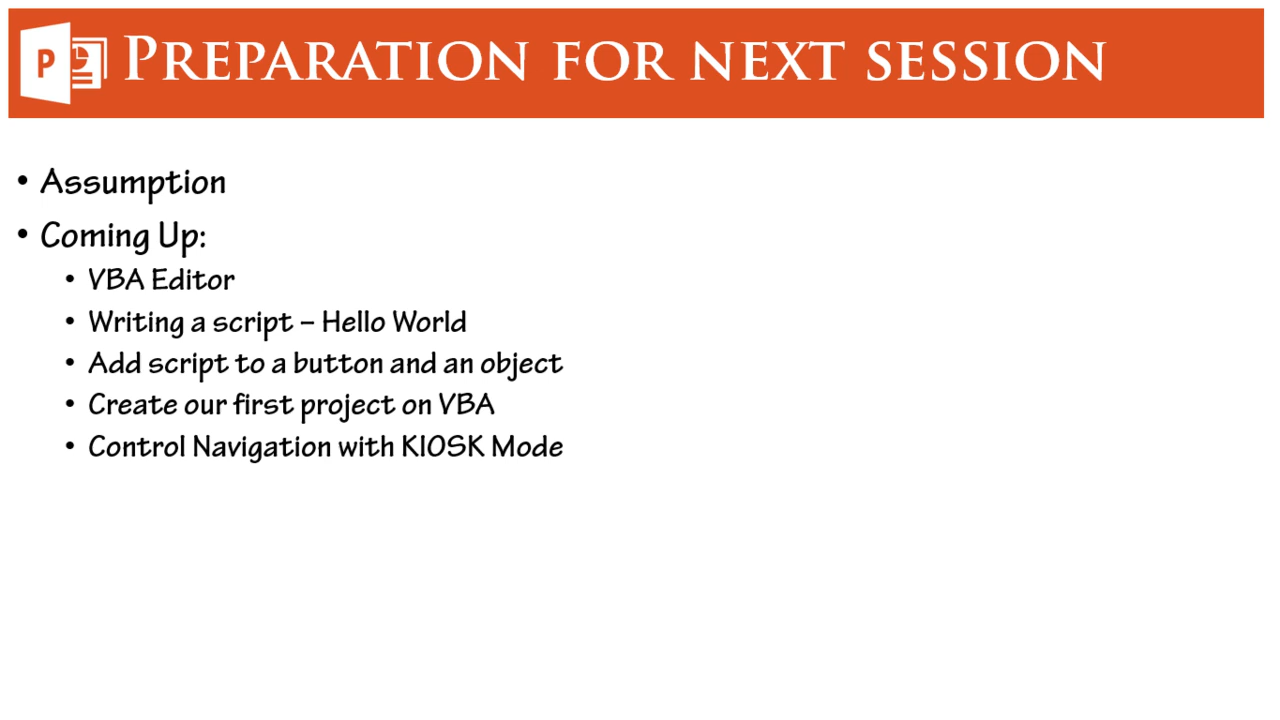 P PREPARATION FOR NEXT SESSION
• Assumption
• Coming Up:
• VBA Editor
• Writing a script – Hello World
• Add script to a button and an object
• Create our first project on VBA
• Control Navigation with KIOSK Mode